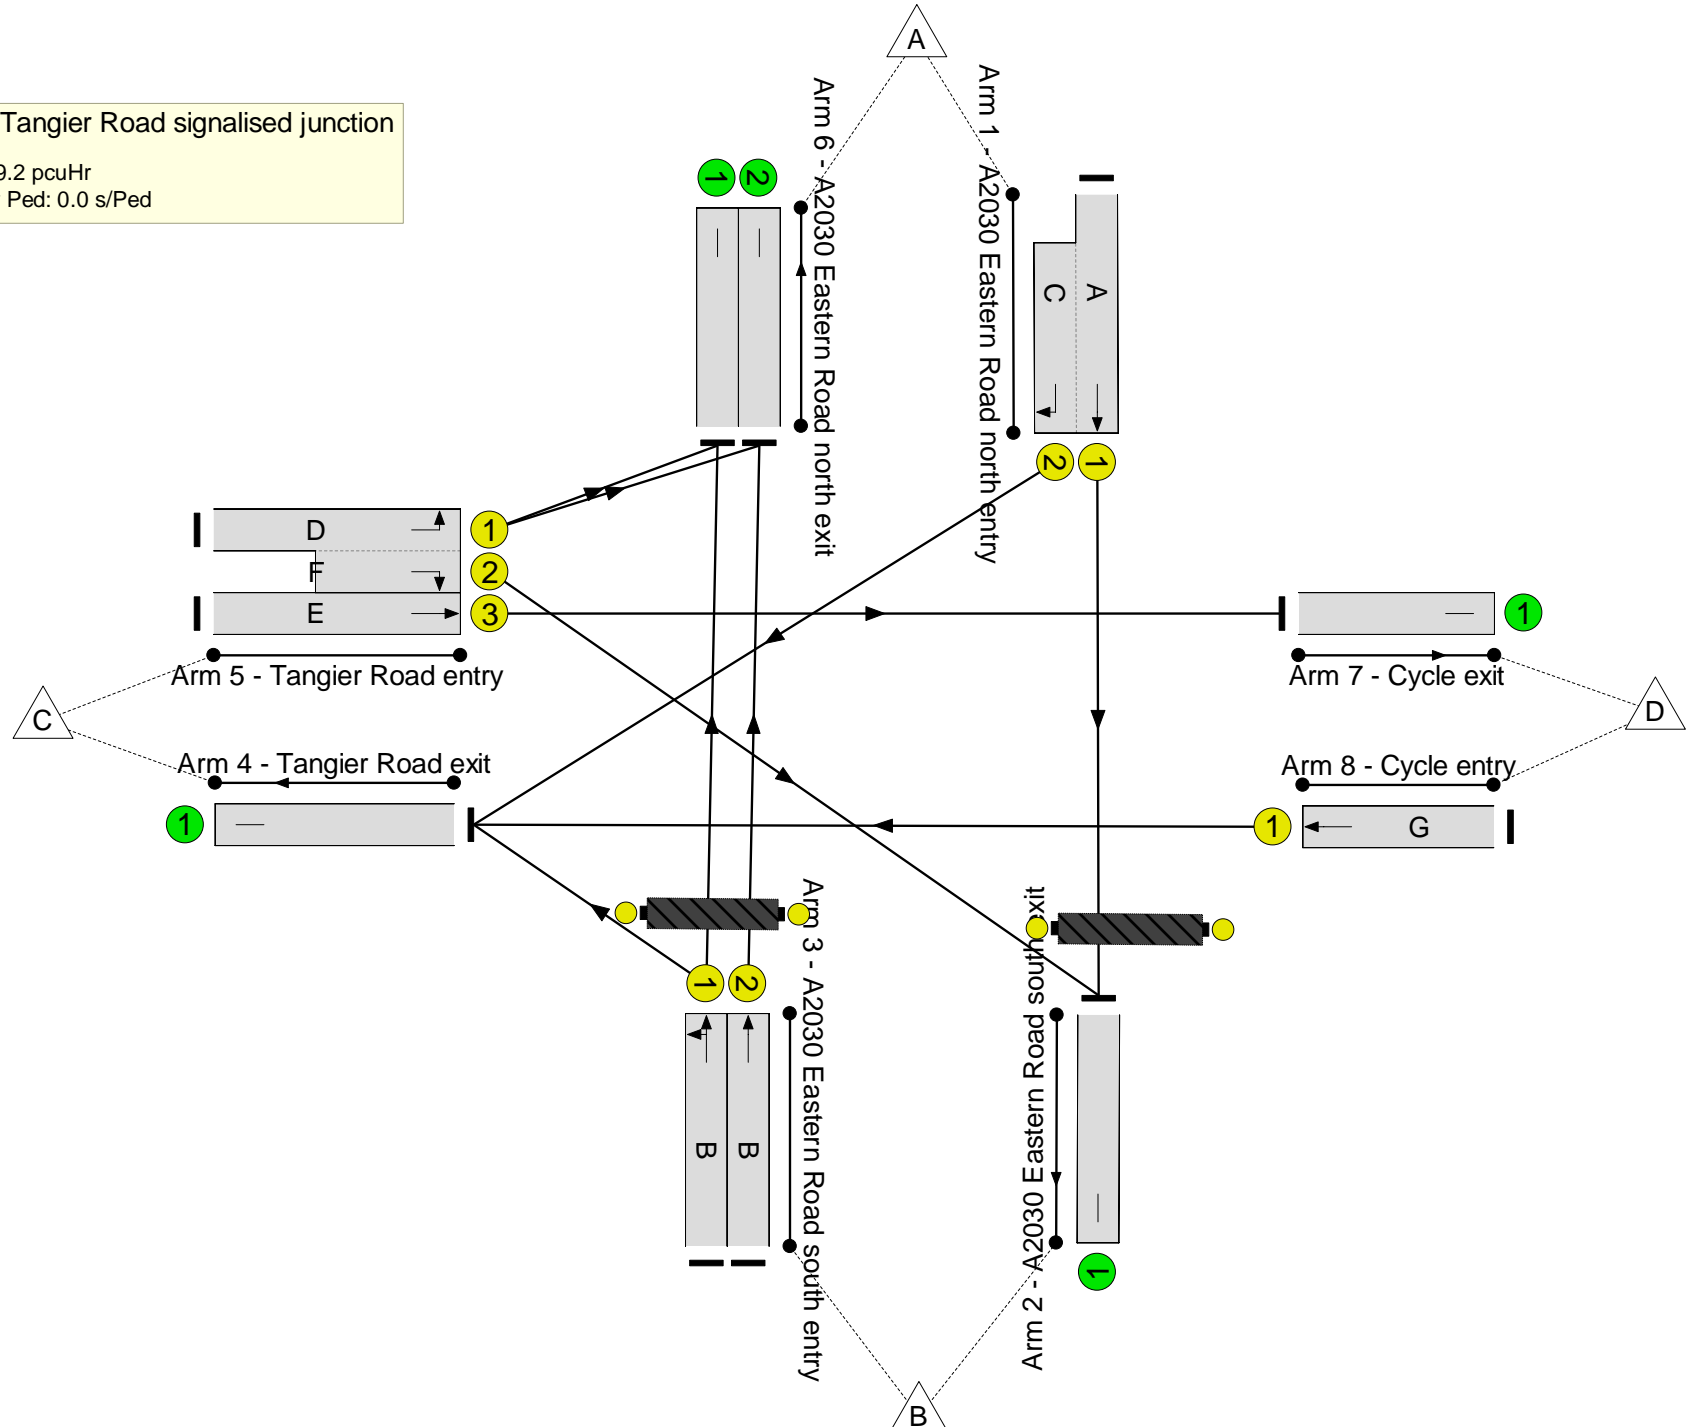 A
Tangier Road signalised junction
9.2 pcuHr
Ped: 0.0 s/Ped
Arm 6 - A2030 Eastern Road north exit
Arm 1 - A2030 Eastern Road north entry
1
2
C
A
2
1
D
F
E
1
2
3
Arm 5 - Tangier Road entry
1
Arm 7 - Cycle exit
C
D
Arm 4 - Tangier Road exit
1
Arm 8 - Cycle entry
1
G
Arm 3 - A2030 Eastern Road south entry
Arm 2 - A2030 Eastern Road south exit
1
2
B
B
1
B